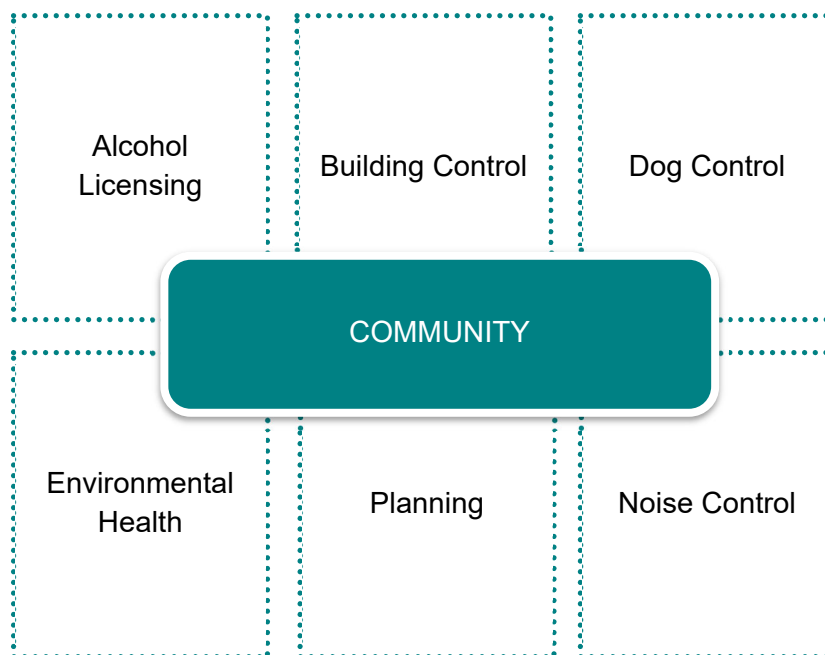 Alcohol
Licensing
Building Control
Dog Control
COMMUNITY
Environmental
Health
Planning
Noise Control